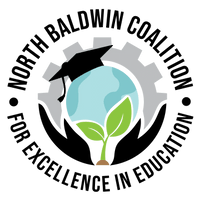 NORTH BALDWIN COALITION
FOR EXCELLENCE IN EDUCATION